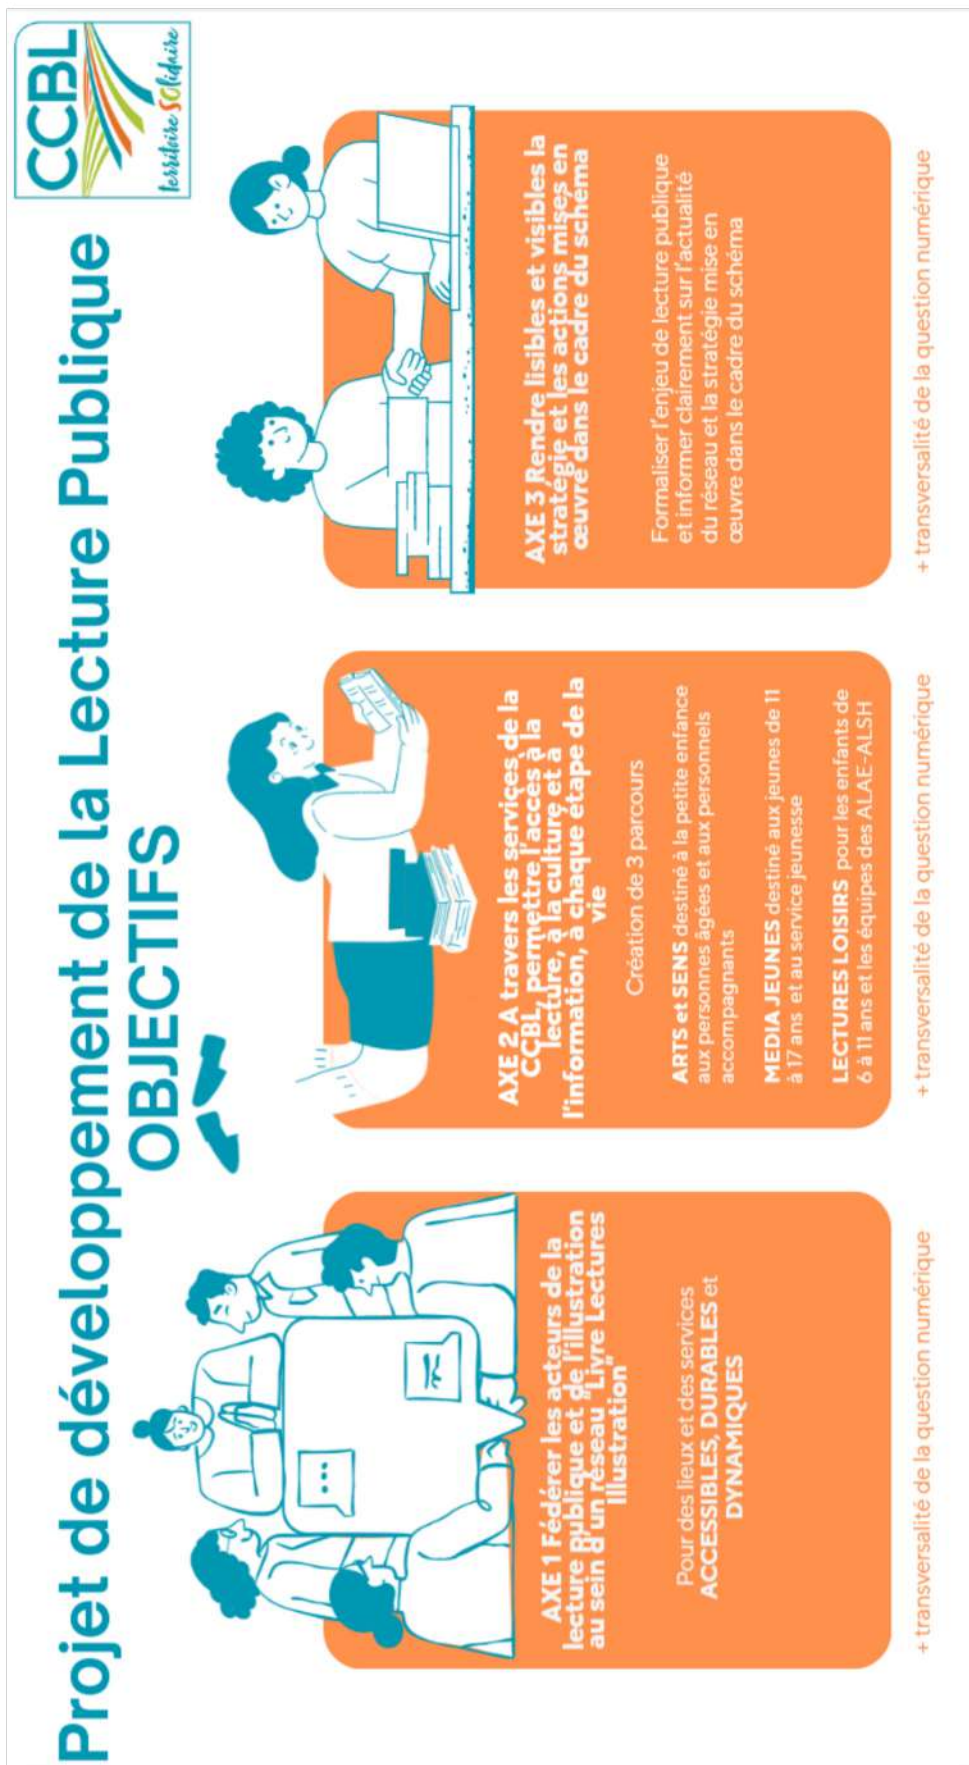 Projet de développement de la Lecture Publique
OBJECTIFS
CCBL
territoire SOlidaire
AXE 1 Fédérer les acteurs de la
lecture publique et de l'illustration
au sein d'un réseau "Livre Lectures
Illustration"
Pour des lieux et des services
ACCESSIBLES, DURABLES et
DYNAMIQUES
+ transversalité de la question numérique
AXE 2 A travers les services de la
CCBL, permettre l'accès à la
lecture, à la culture et à
l'information, à chaque étape de la
vie
Création de 3 parcours
ARTS et SENS destiné à la petite enfance
aux personnes âgées et aux personnels
accompagnants
MEDIA JEUNES destiné aux jeunes de 11
à 17 ans et au service jeunesse
LECTURES LOISIRS pour les enfants de
6 à 11 ans et les équipes des ALAE-ALSH
+ transversalité de la question numérique
AXE 3 Rendre lisibles et visibles la
stratégie et les actions mises en
œuvre dans le cadre du schéma
Formaliser l'enjeu de lecture publique
et informer clairement sur l'actualité
du réseau et la stratégie mise en
œuvre dans le cadre du schéma
+ transversalité de la question numérique